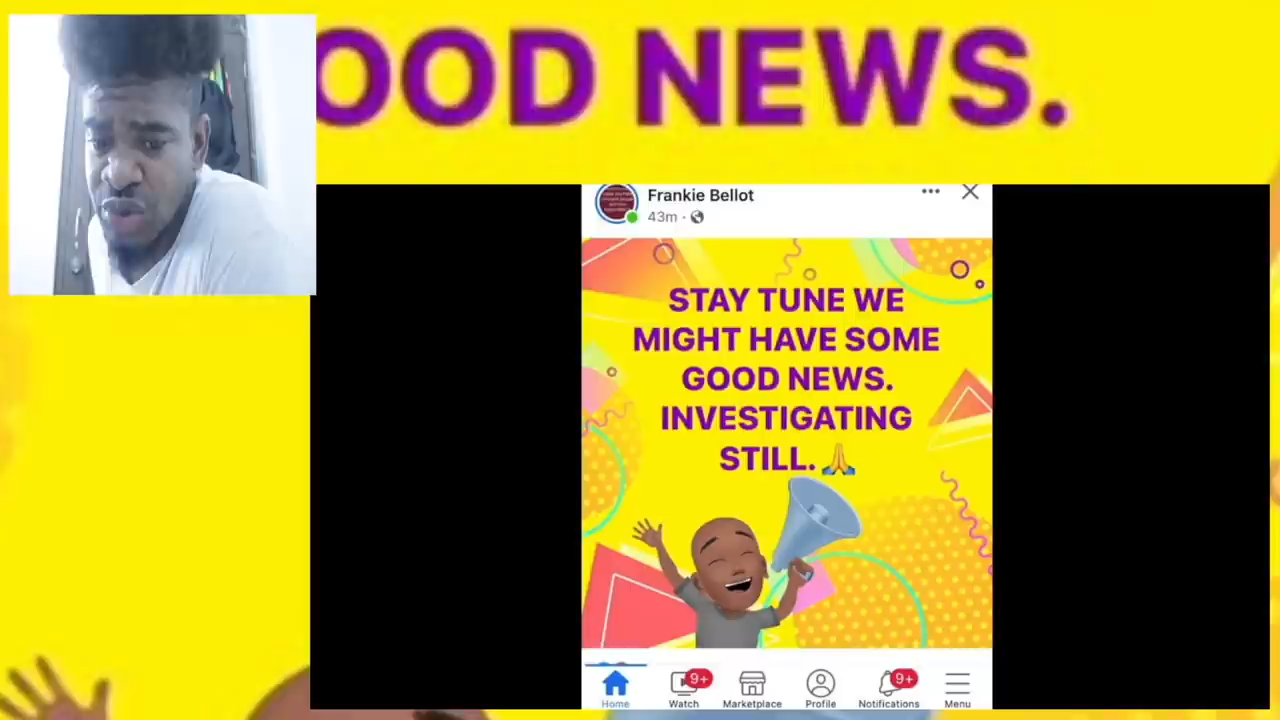 OOD NEWS.
Frankie Bellot
43m ·
STAY TUNE WE
MIGHT HAVE SOME
GOOD NEWS.
INVESTIGATING
STILL.🙏
9+
9+
Home
Watch
Marketplace
Profile
Notifications
Menu